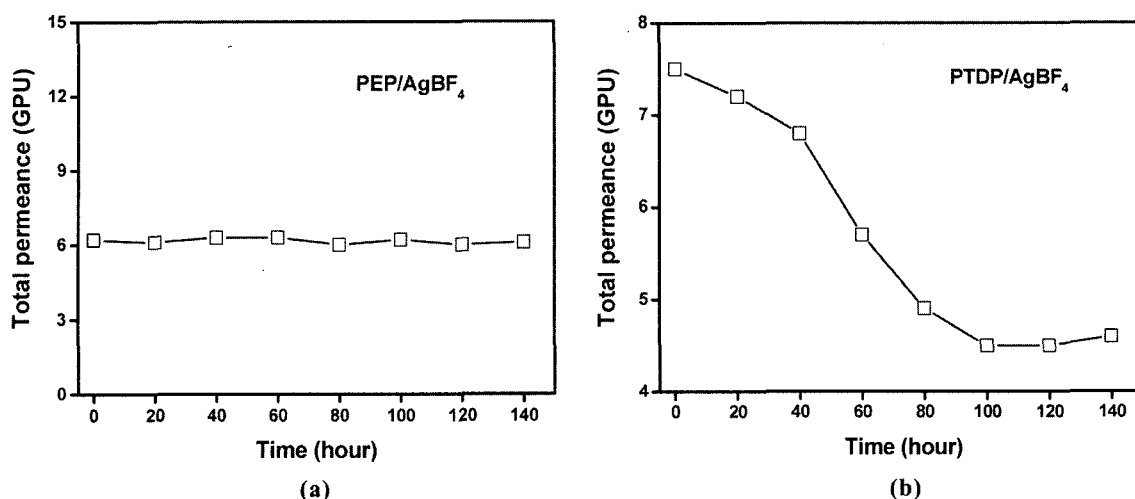 15
12
9
6
3
0
Total permeance (GPU)
PEP/AgBF4
0 20 40 60 80 100 120 140
Time (hour)
(a)
8
7
6
5
4
Total permeance (GPU)
PTDP/AgBF4
0 20 40 60 80 100 120 140
Time (hour)
(b)